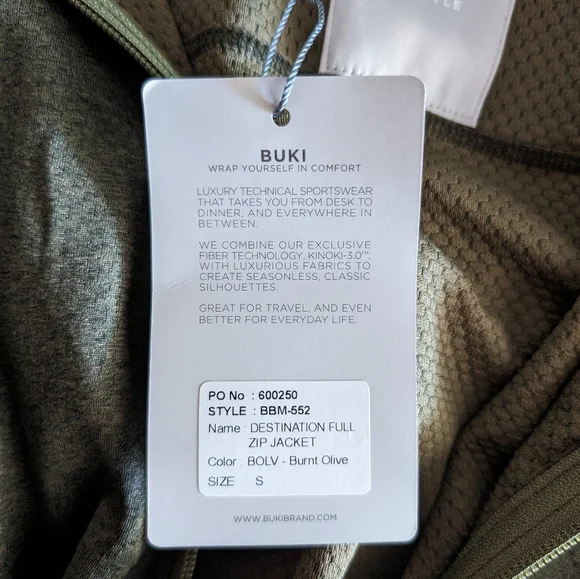 TLE
BUKI
WRAP YOURSELF IN COMFORT
LUXURY TECHNICAL SPORTSWEAR
THAT TAKES YOU FROM DESK TO
DINNER, AND EVERYWHERE IN
BETWEEN.
WE COMBINE OUR EXCLUSIVE
FIBER TECHNOLOGY, KINOKI-3.0™,
WITH LUXURIOUS FABRICS TO
CREATE SEASONLESS, CLASSIC
SILHOUETTES.
GREAT FOR TRAVEL, AND EVEN
BETTER FOR EVERYDAY LIFE.
PO No : 600250
STYLE : BBM-552
Name : DESTINATION FULL
ZIP JACKET
Color : BOLV - Burnt Olive
SIZE : S
WWW.BUKIBRAND.COM